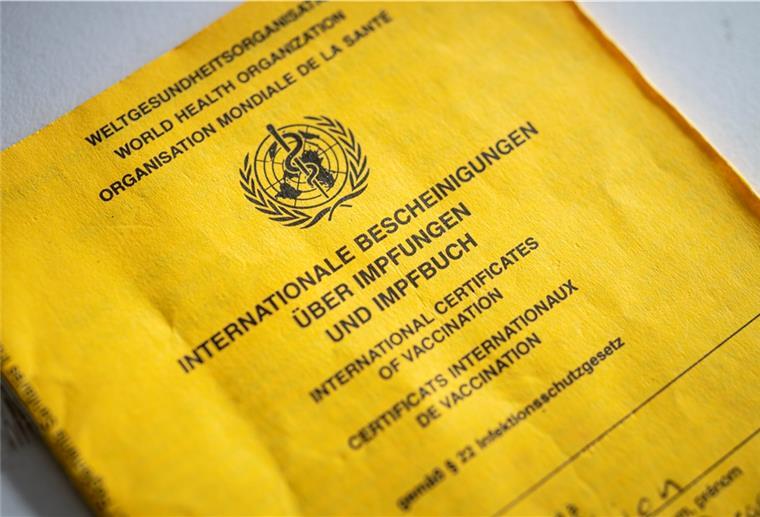 WELTGESUNDHEITSORGANISATION
WORLD HEALTH ORGANIZATION
ORGANISATION MONDIALE DE LA SANTÉ
INTERNATIONALE BESCHEINIGUNGEN
ÜBER IMPFUNGEN
UND IMPFBUCH
INTERNATIONAL CERTIFICATES
OF VACCINATION
CERTIFICATS INTERNATIONAUX
DE VACCINATION
gemäß § 22 Infektionsschutzgesetz
prénom